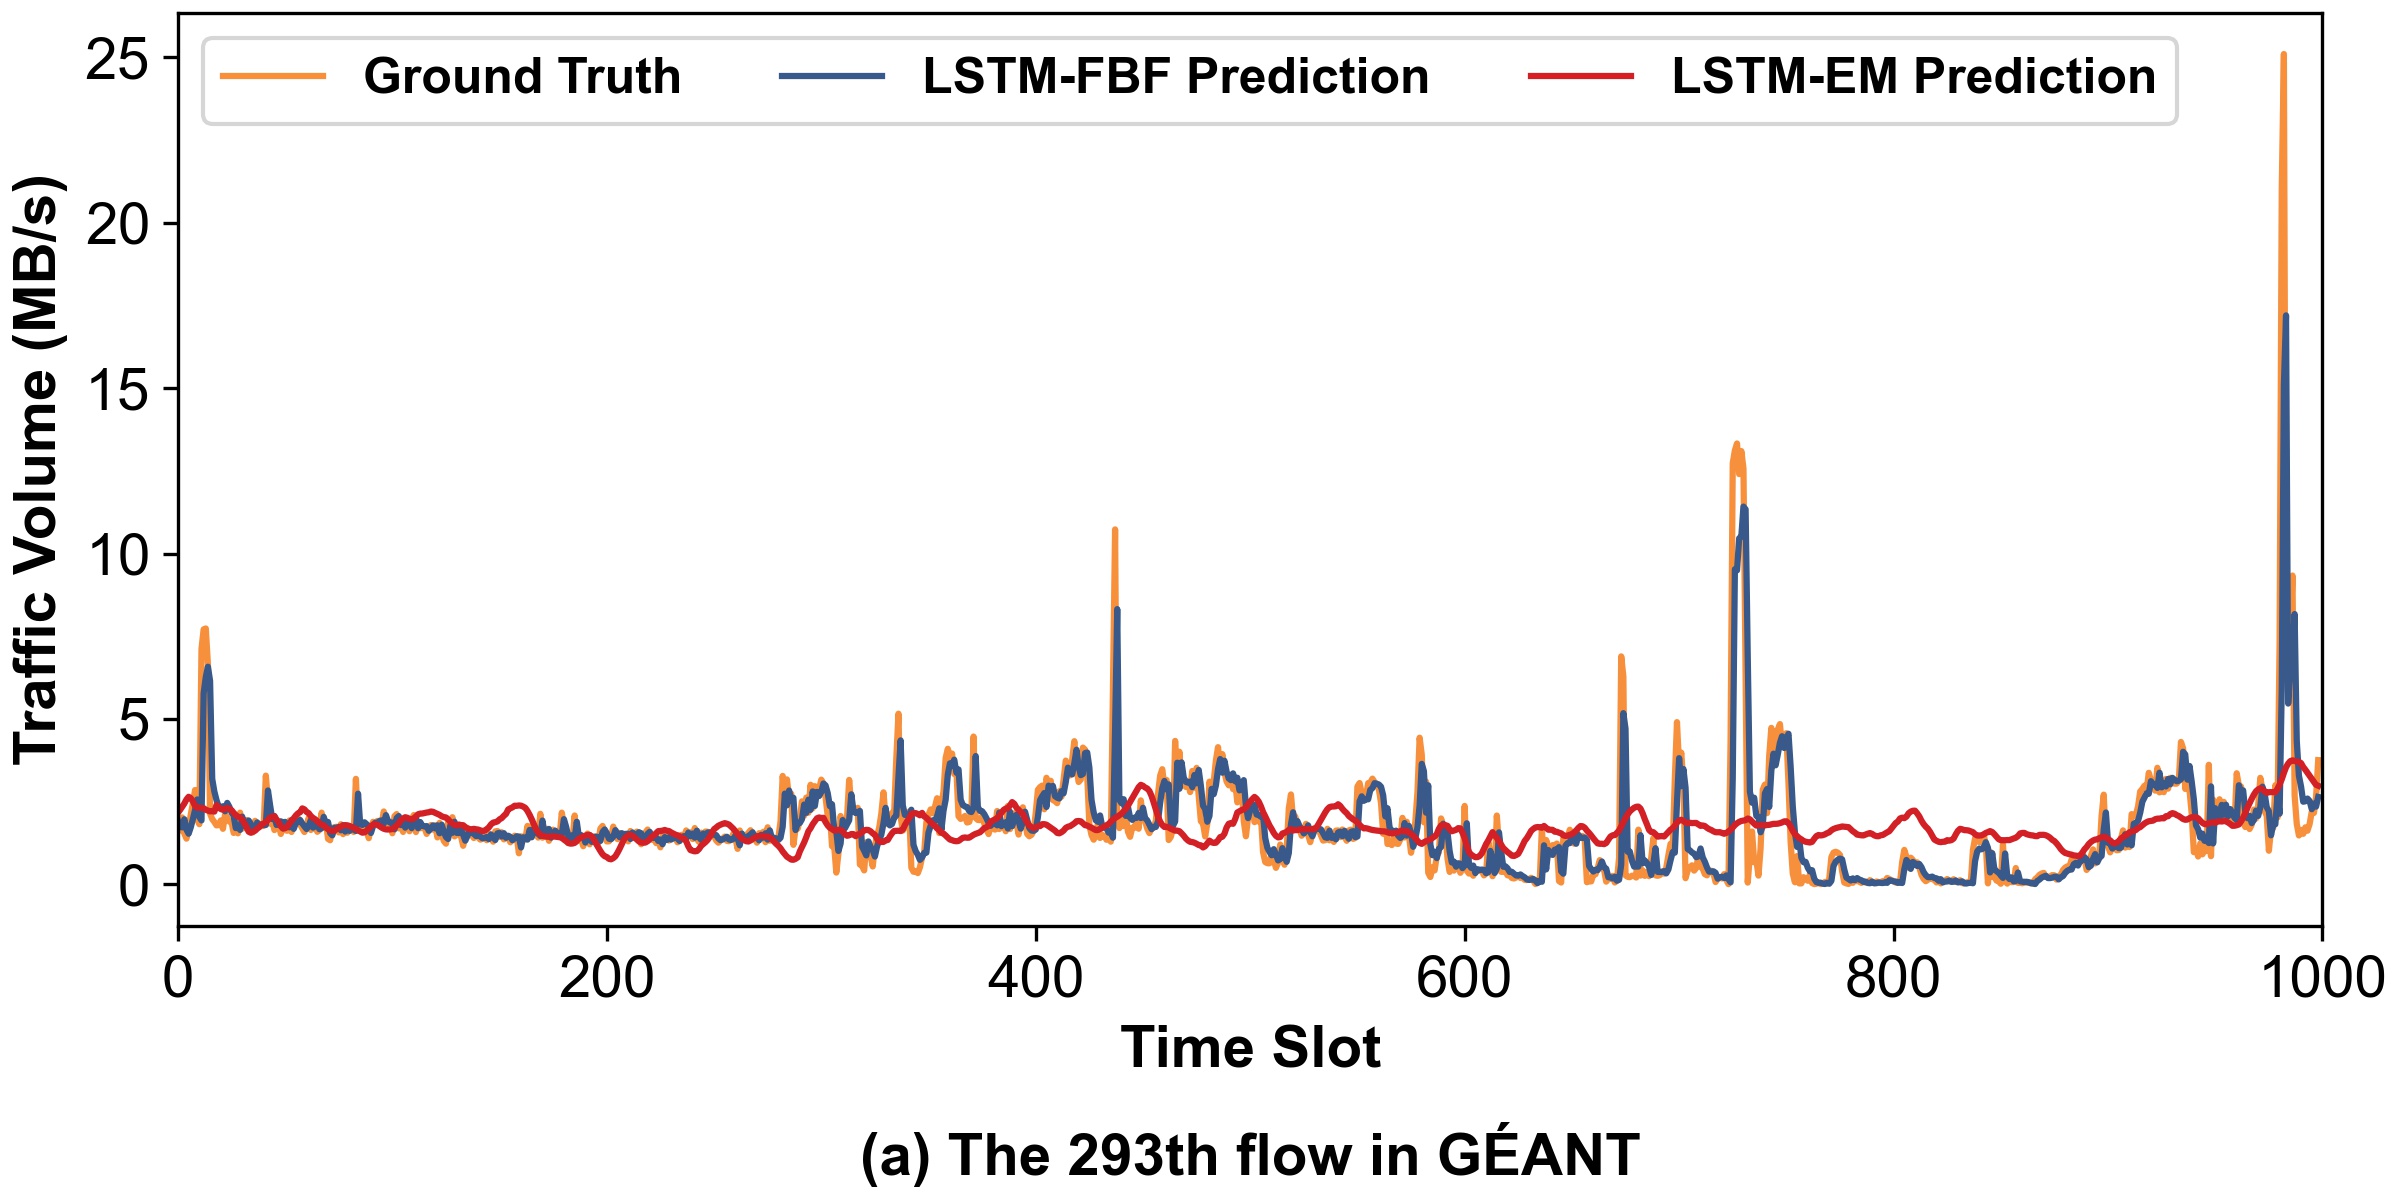 Ground Truth
LSTM-FBF Prediction
LSTM-EM Prediction
Traffic Volume (MB/s)
25
20
15
10
5
0
0
200
400
600
800
1000
Time Slot
(a) The 293th flow in GÉANT